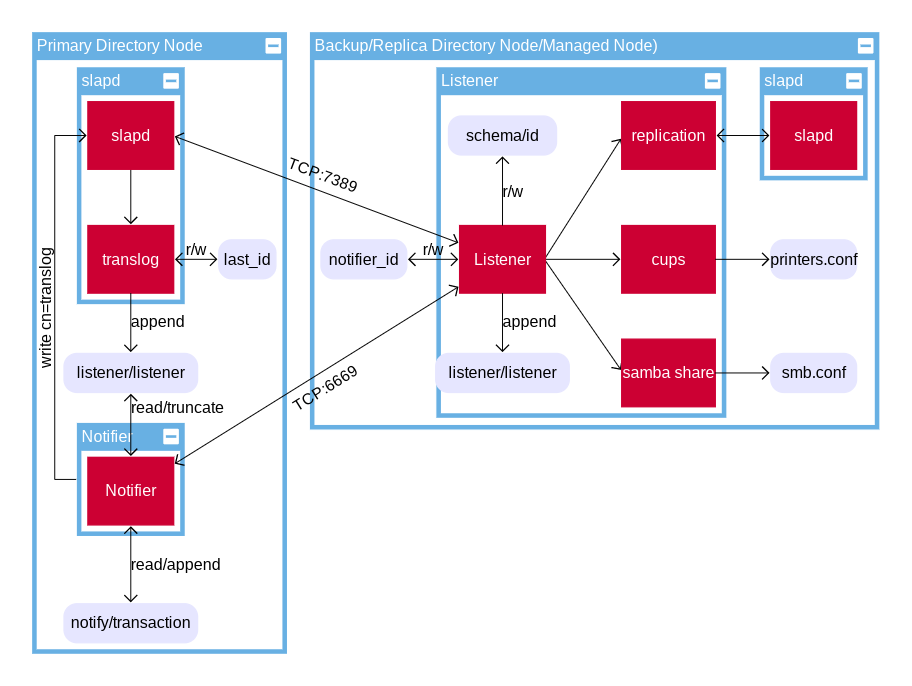 Primary Directory Node
slapd
slapd
translog
r/w
last_id
append
listener/listener
read/truncate
Notifier
Notifier
read/append
notify/transaction
write cn=translog
TCP:7389
TCP:6669
Backup/Replica Directory Node/Managed Node)
Listener
schema/id
r/w
notifier_id
r/w
Listener
append
listener/listener
replication
cups
samba share
slapd
slapd
printers.conf
smb.conf